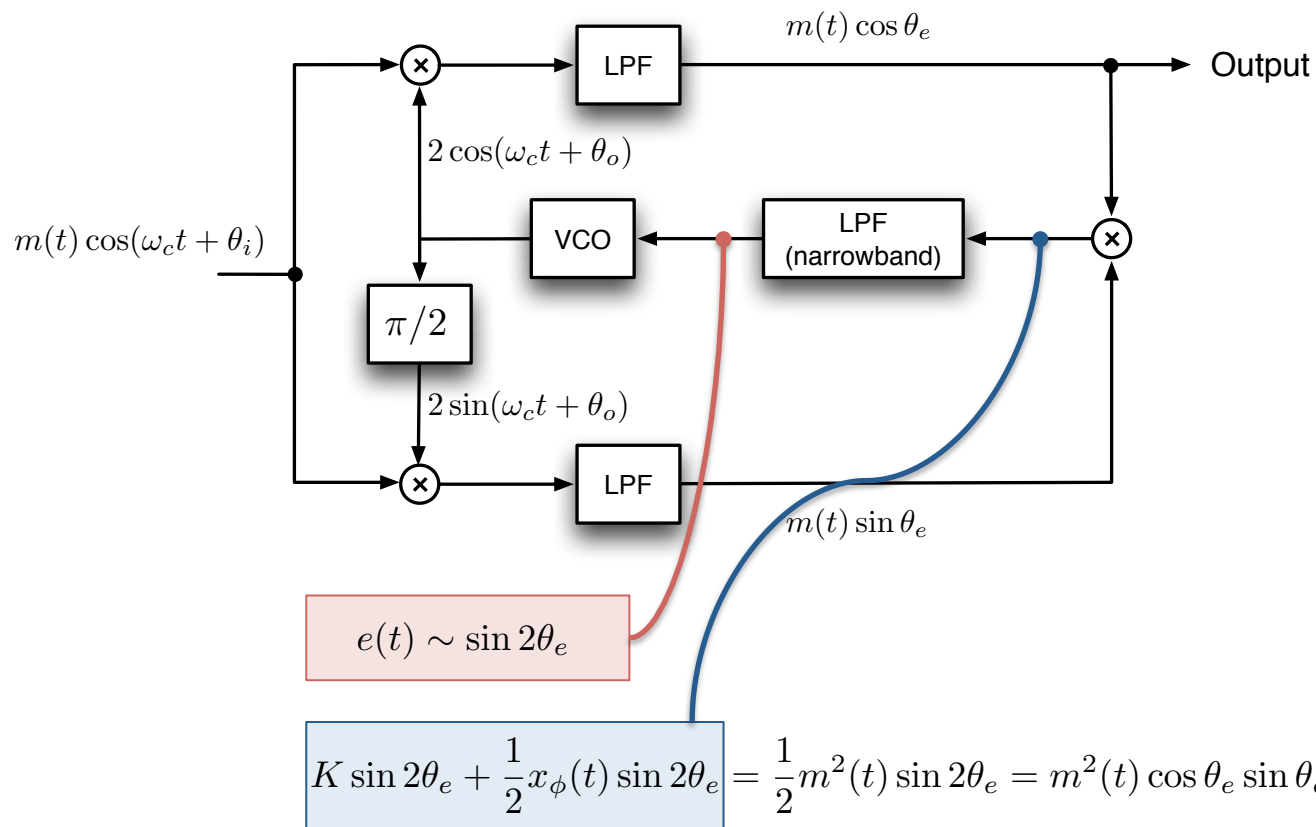 m(t) cos θ_e
× LPF Output
2 cos(ω_c t + θ_o)
m(t) cos(ω_c t + θ_i)
VCO
LPF
(narrowband)
×
π/2
2 sin(ω_c t + θ_o)
× LPF
m(t) sin θ_e
e(t) ∼ sin 2θ_e
K sin 2θ_e + 1/2 x_ϕ(t) sin 2θ_e = 1/2 m²(t) sin 2θ_e = m²(t) cos θ_e sin θ_e